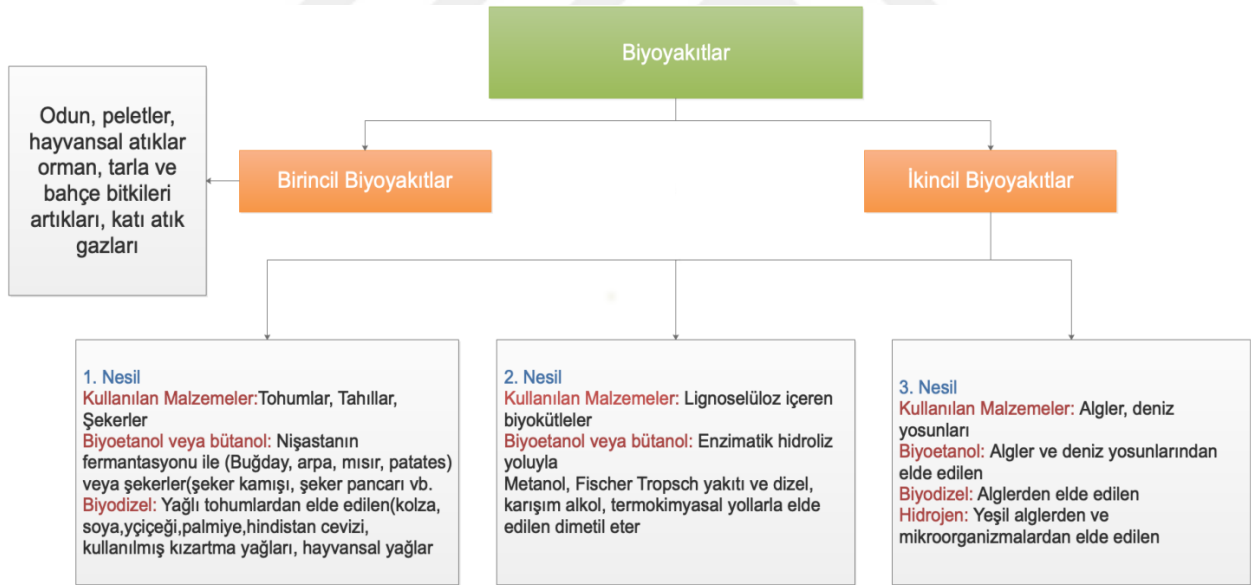 Biyoyakıtlar
Odun, peletler,
hayvansal atıklar
orman, tarla ve
bahçe bitkileri
artıkları, katı atık
gazları
Birincil Biyoyakıtlar
İkincil Biyoyakıtlar
1. Nesil
Kullanılan Malzemeler:Tohumlar, Tahıllar,
Şekerler
Biyoetanol veya bütanol: Nişastanın
fermantasyonu ile (Buğday, arpa, mısır, patates)
veya şekerler(şeker kamışı, şeker pancarı vb.
Biyodizel: Yağlı tohumlardan elde edilen(kolza,
soya,yçiçeği,palmiye,hindistan cevizi,
kullanılmış kızartma yağları, hayvansal yağlar
2. Nesil
Kullanılan Malzemeler: Lignoselüloz içeren
biyokütleler
Biyoetanol veya bütanol: Enzimatik hidroliz
yoluyla
Metanol, Fischer Tropsch yakıtı ve dizel,
karışım alkol, termokimyasal yollarla elde
edilen dimetil eter
3. Nesil
Kullanılan Malzemeler: Algler, deniz
yosunları
Biyoetanol: Algler ve deniz yosunlarından
elde edilen
Biyodizel: Alglerden elde edilen
Hidrojen: Yeşil alglerden ve
mikroorganizmalardan elde edilen